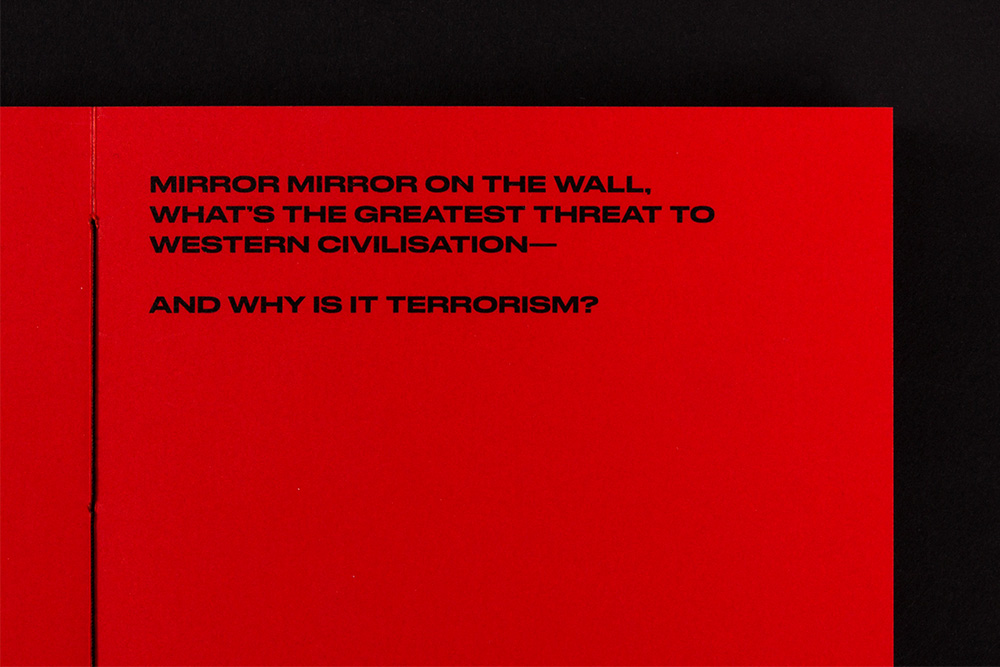 MIRROR MIRROR ON THE WALL,
WHAT'S THE GREATEST THREAT TO
WESTERN CIVILISATION—
AND WHY IS IT TERRORISM?